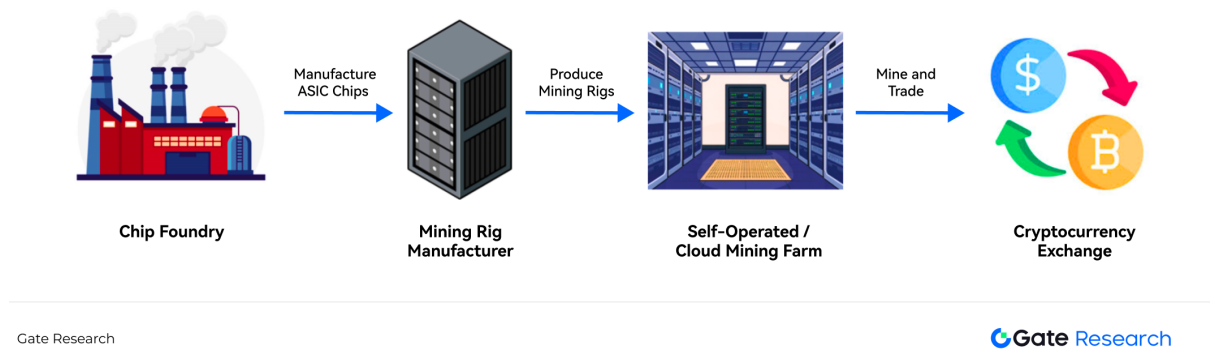 Manufacture
ASIC Chips
Produce
Mining Rigs
Mine and
Trade
$
B
Chip Foundry
Mining Rig
Manufacturer
Self-Operated /
Cloud Mining Farm
Cryptocurrency
Exchange
Gate Research
Gate Research